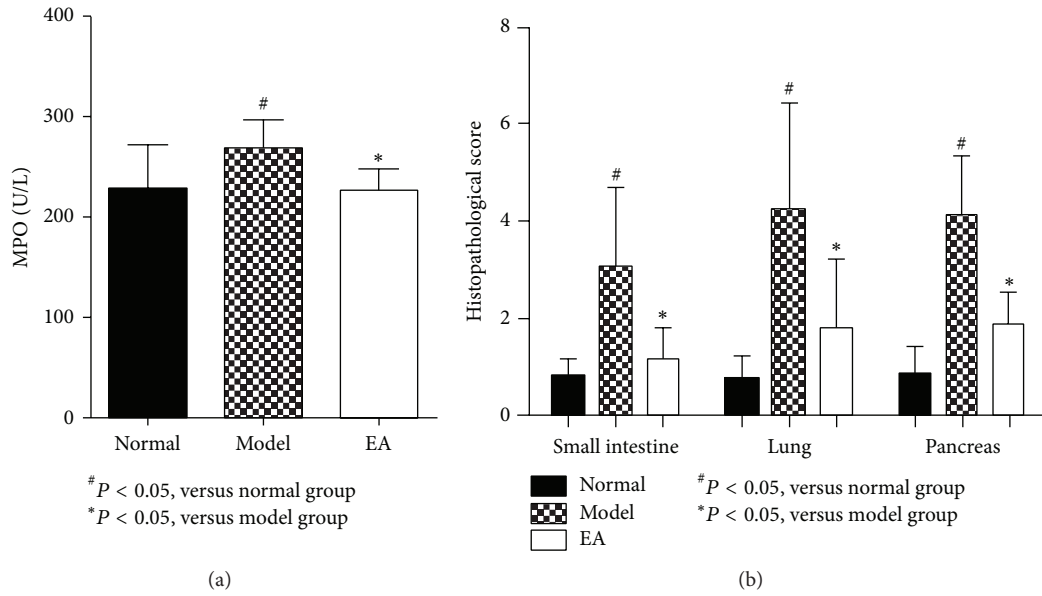 400
300
200
100
0
MPO (U/L)
#
*
Normal Model EA
#P < 0.05, versus normal group
*P < 0.05, versus model group
(a)
8
6
4
2
0
Histopathological score
#
*
#
*
#
*
Small intestine Lung Pancreas
Normal
Model
EA
#P < 0.05, versus normal group
*P < 0.05, versus model group
(b)